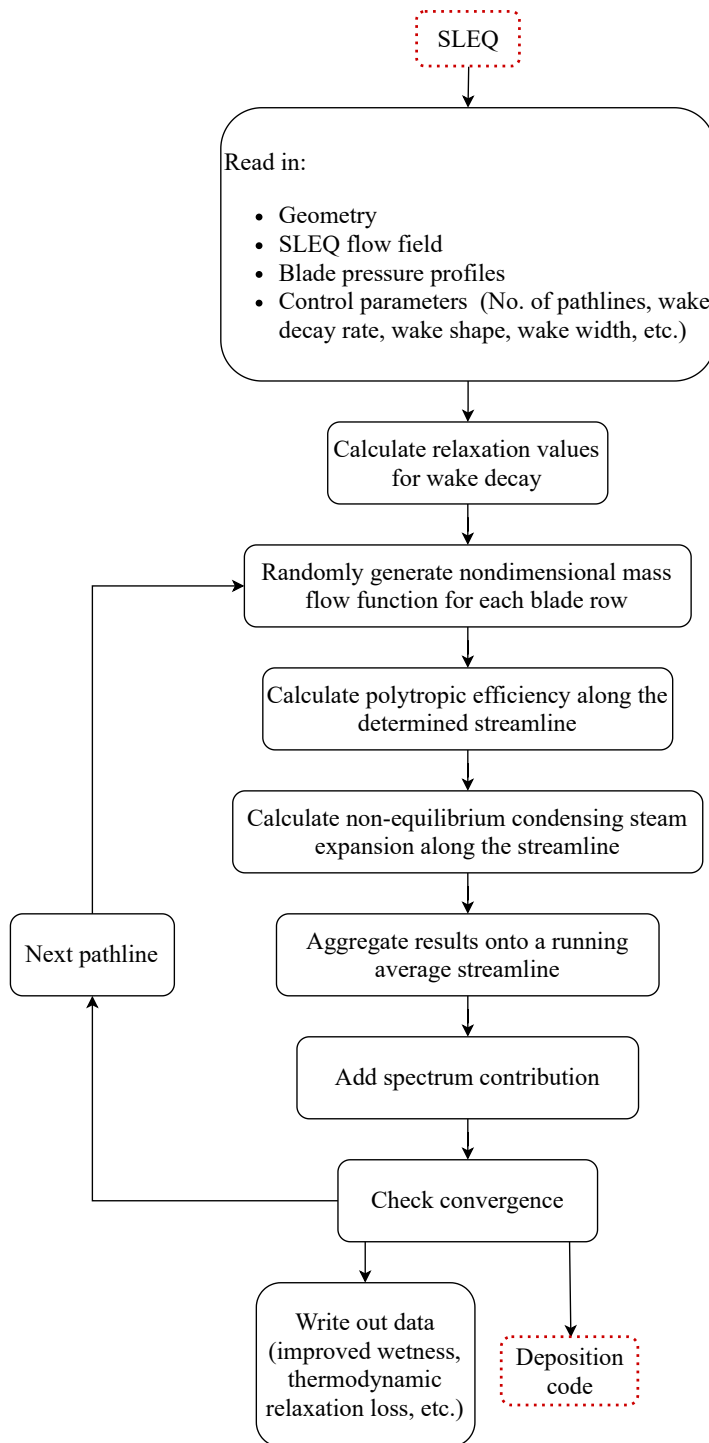 SLEQ
Read in:
• Geometry
• SLEQ flow field
• Blade pressure profiles
• Control parameters (No. of pathlines, wake
decay rate, wake shape, wake width, etc.)
Calculate relaxation values
for wake decay
Randomly generate nondimensional mass
flow function for each blade row
Calculate polytropic efficiency along the
determined streamline
Calculate non-equilibrium condensing steam
expansion along the streamline
Next pathline
Aggregate results onto a running
average streamline
Add spectrum contribution
Check convergence
Write out data
(improved wetness,
thermodynamic
relaxation loss, etc.)
Deposition
code